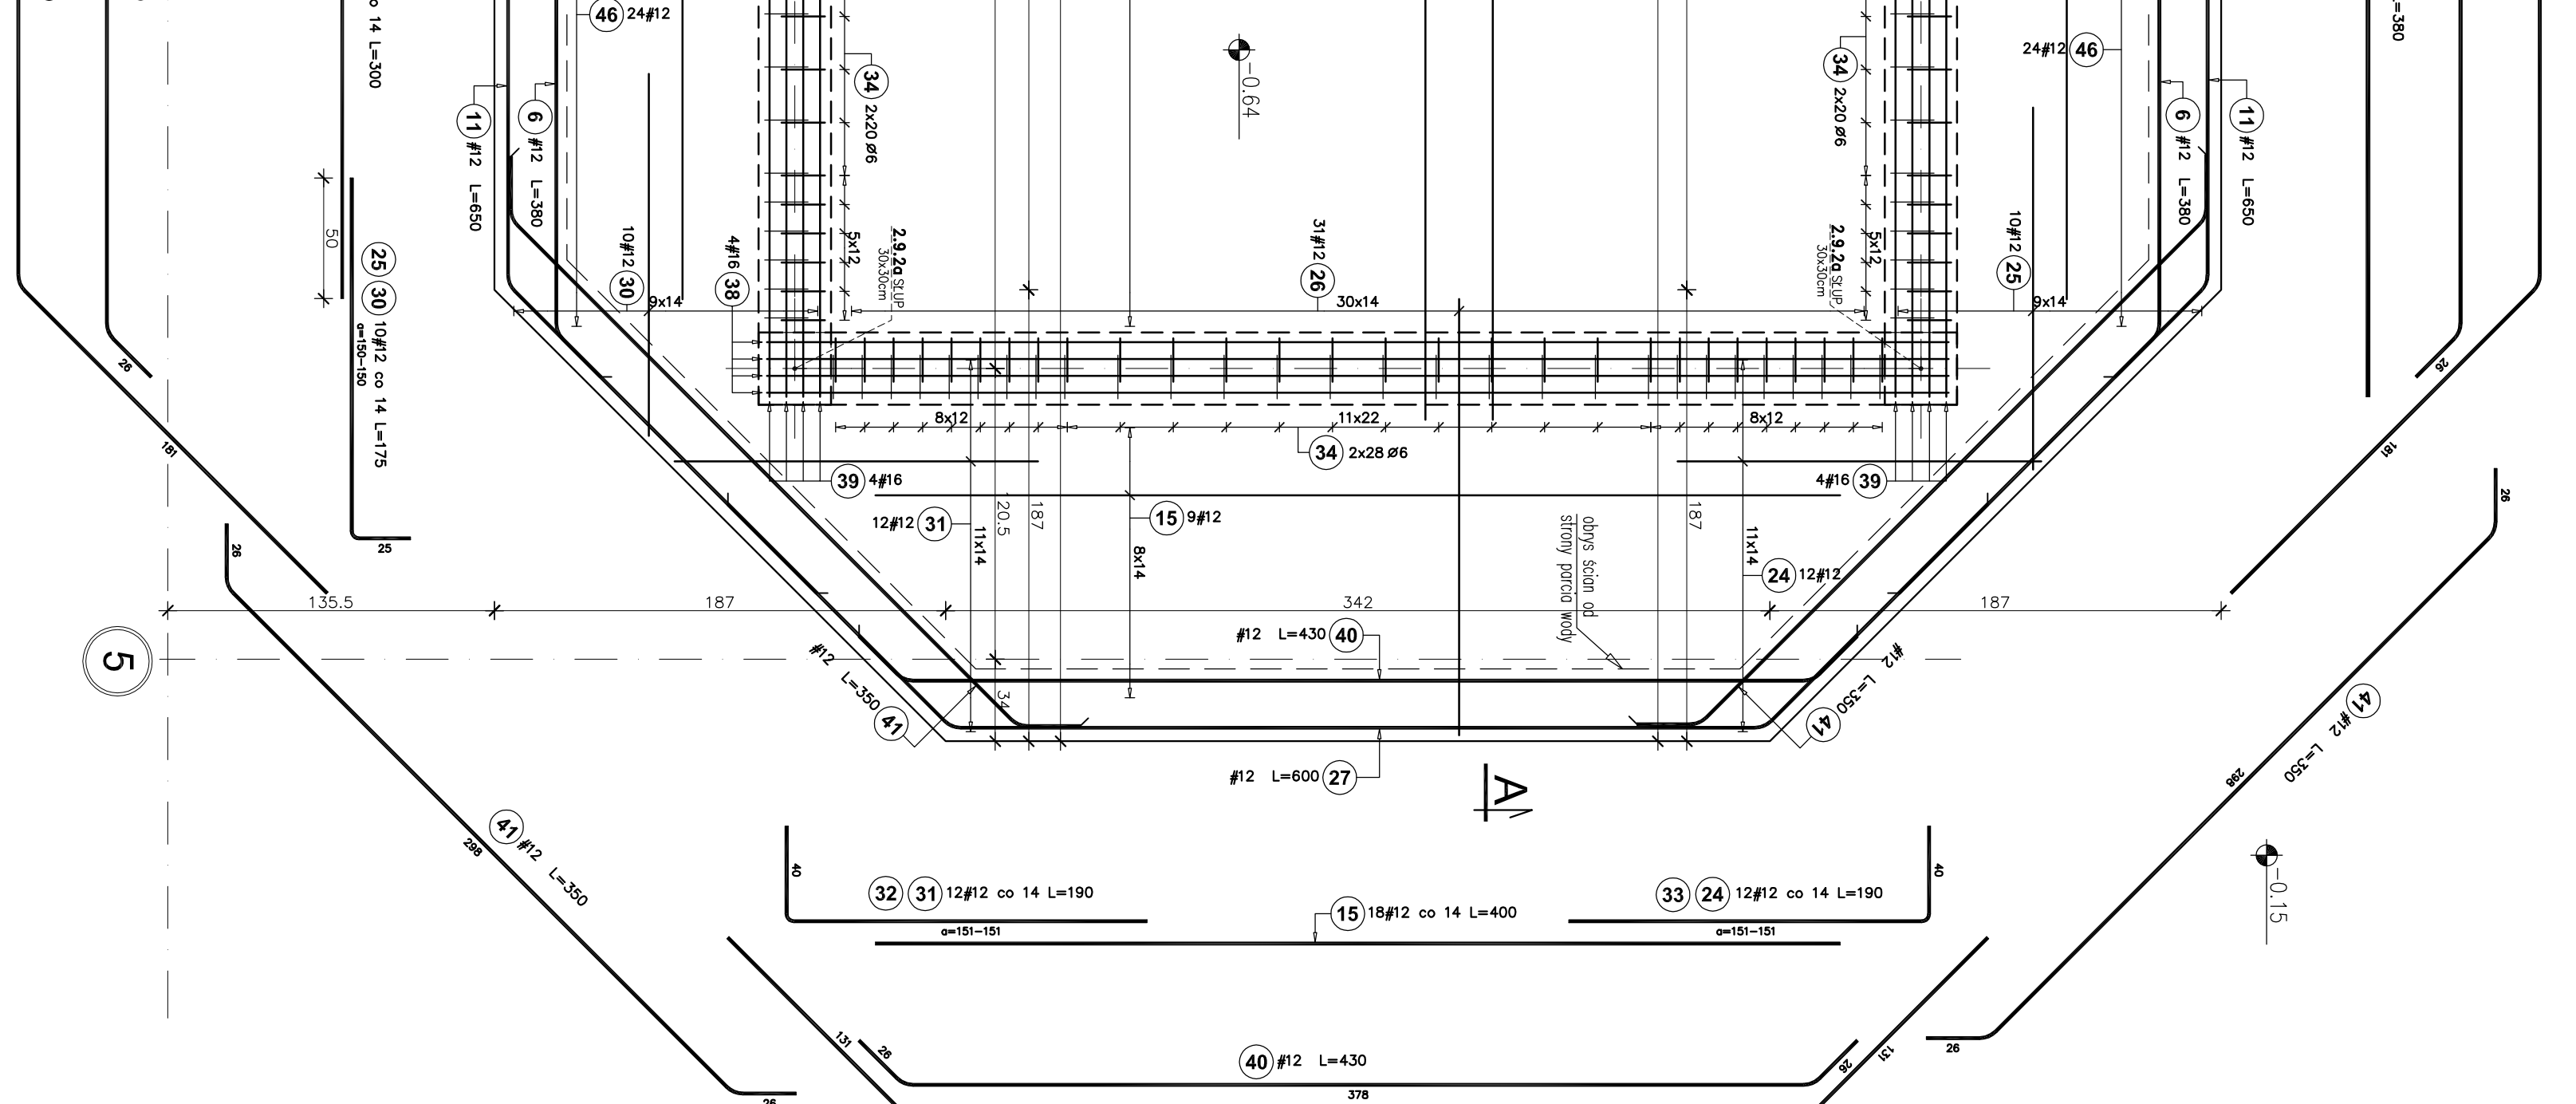 46 24#12
co 14 L=300
34 2x20 ø6
-0.64
34 2x20 ø6
24#12 46
L=380
11 #12 L=650
6 #12 L=380
6 #12 L=380
11 #12 L=650
50
25 30 10#12 co 14 L=175
a=150-150
25
10#12 30
9x14
4#16 38
5x12
2.9.2a SŁUP
30x30cm
31#12 26
30x14
2.9.2a SŁUP
30x30cm
5x12
10#12 25
9x14
26
181
26
181
8x12
11x22
8x12
34 2x28 ø6
39 4#16
4#16 39
12#12 31
11x14
20.5
187
15 9#12
8x14
obrys ścian od
strony parcia wody
187
11x14
24 12#12
26
26
135.5
187
342
187
5
#12 L=430 40
34
#12 L=350 41
#12 L=350 41
#12 L=600 27
A
41 #12 L=350
298
41 #12 L=350
298
-0.15
40
32 31 12#12 co 14 L=190
a=151-151
15 18#12 co 14 L=400
33 24 12#12 co 14 L=190
a=151-151
40
131
26
40 #12 L=430
378
26
131
26
26